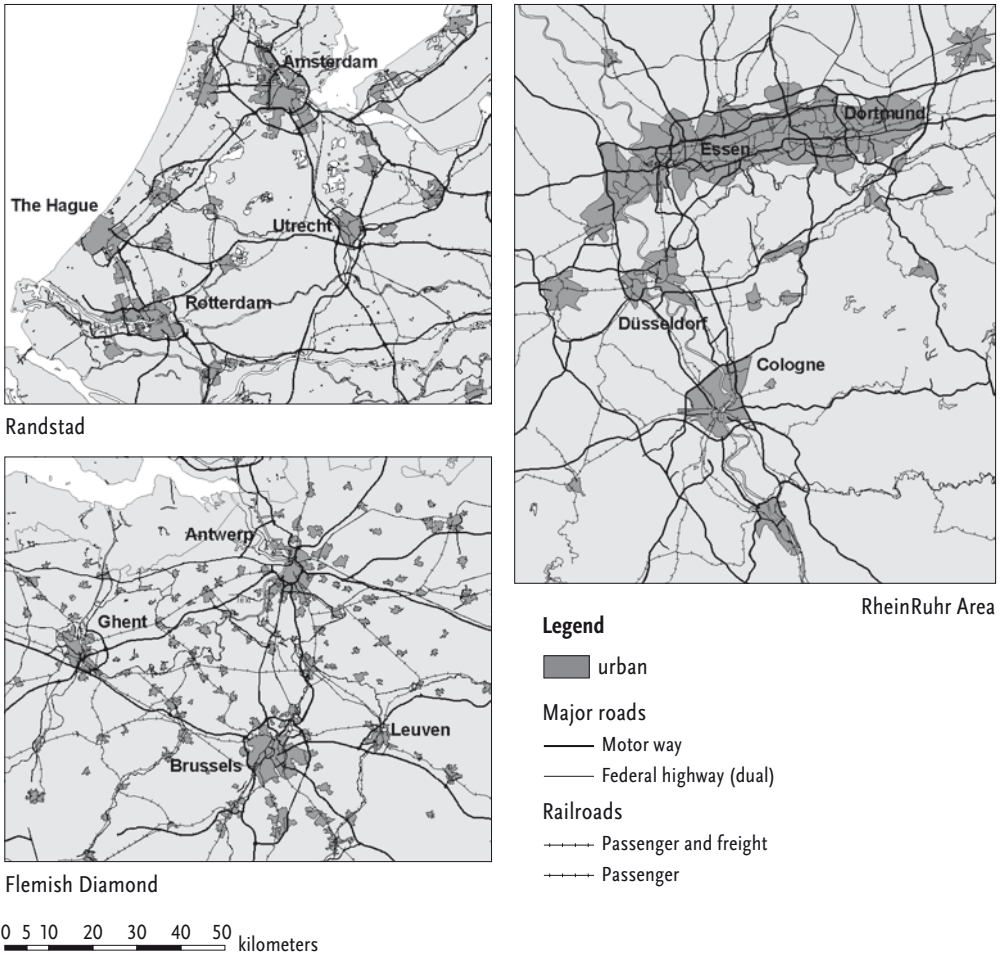 Amsterdam
The Hague
Utrecht
Rotterdam
Randstad
Dortmund
Essen
Düsseldorf
Cologne
RheinRuhr Area
Antwerp
Ghent
Leuven
Brussels
Flemish Diamond
0 5 10 20 30 40 50
kilometers
Legend
urban
Major roads
Motor way
Federal highway (dual)
Railroads
Passenger and freight
Passenger